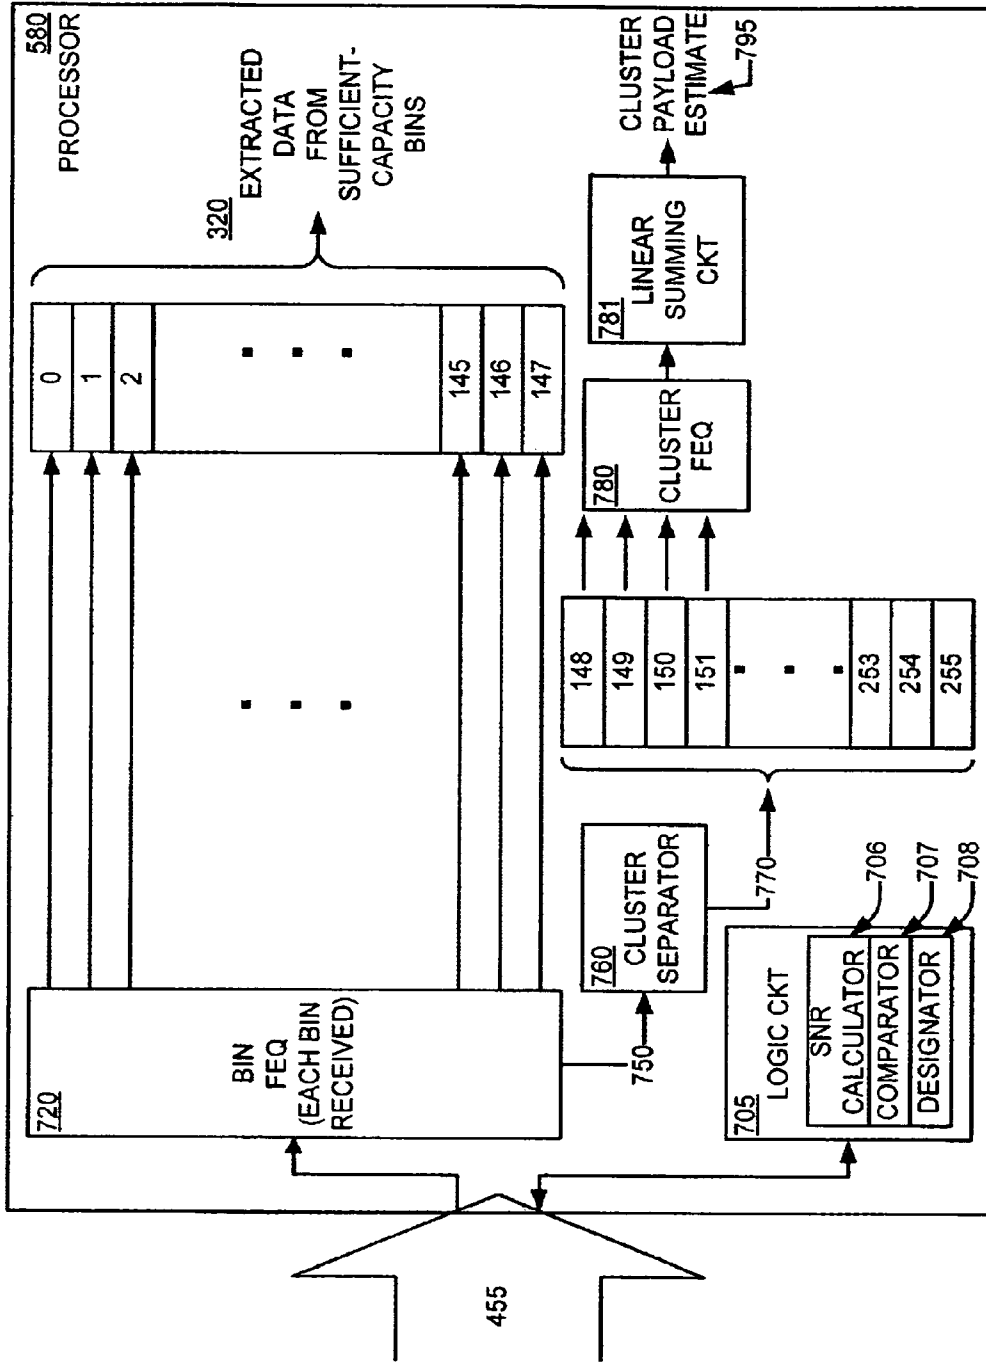 580
PROCESSOR
320
EXTRACTED
DATA
FROM
SUFFICIENT-
CAPACITY
BINS
0
1
2
145
146
147
720
BIN
FEQ
(EACH BIN
RECEIVED)
455
750
760
CLUSTER
SEPARATOR
770
148
149
150
151
253
254
255
780
CLUSTER
FEQ
781
LINEAR
SUMMING
CKT
CLUSTER
PAYLOAD
ESTIMATE
795
705
LOGIC CKT
SNR
CALCULATOR
COMPARATOR
DESIGNATOR
706
707
708